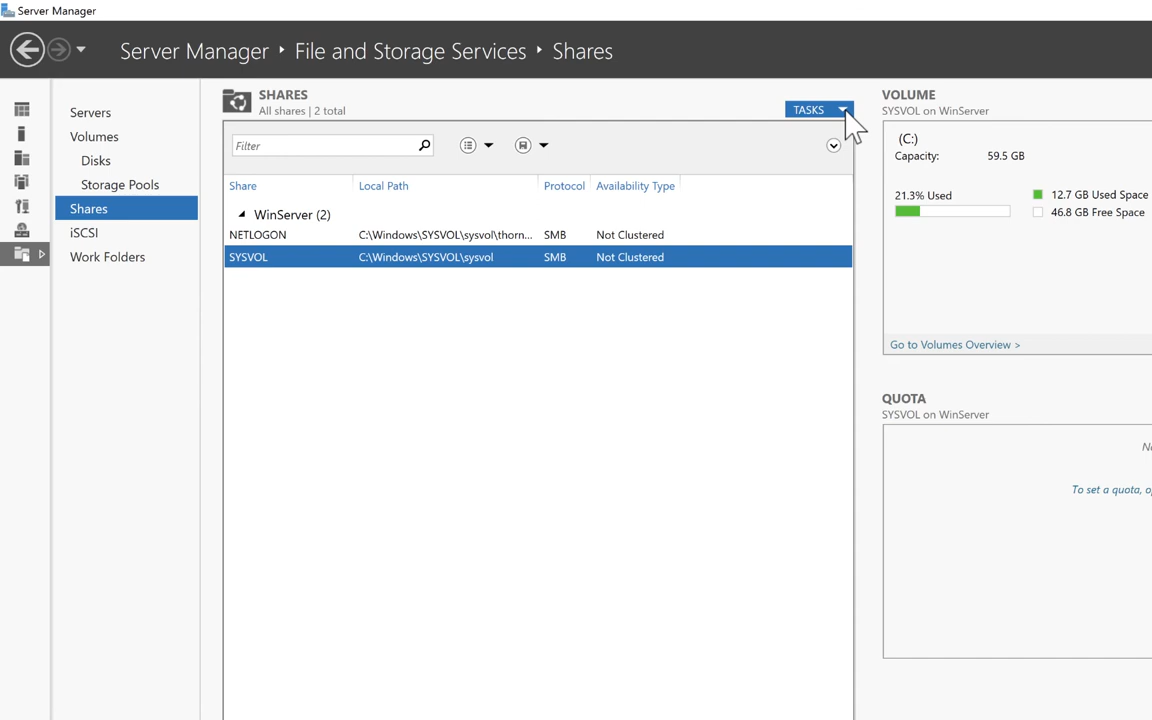 Server Manager
Server Manager ‣ File and Storage Services ‣ Shares
Servers
Volumes
Disks
Storage Pools
Shares
iSCSI
Work Folders
SHARES
All shares | 2 total
TASKS
Filter
Share Local Path Protocol Availability Type
WinServer (2)
NETLOGON C:\Windows\SYSVOL\sysvol\thorn... SMB Not Clustered
SYSVOL C:\Windows\SYSVOL\sysvol SMB Not Clustered
VOLUME
SYSVOL on WinServer
(C:)
Capacity: 59.5 GB
21.3% Used
12.7 GB Used Space
46.8 GB Free Space
Go to Volumes Overview >
QUOTA
SYSVOL on WinServer
To set a quota,